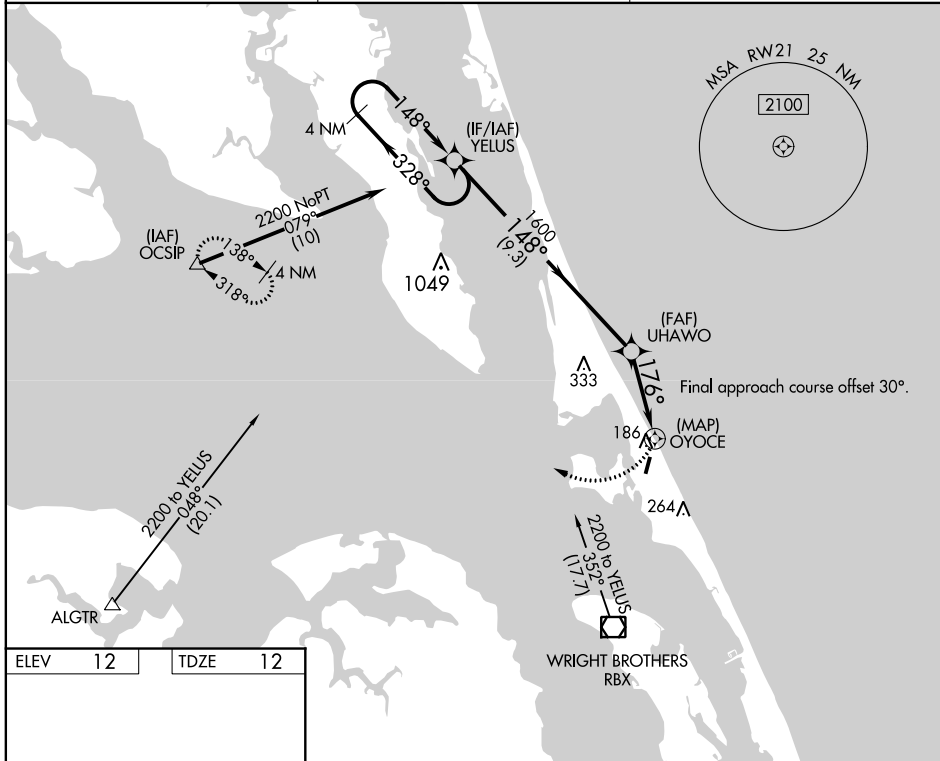 MSA RW21 25 NM
2100
148°
4 NM
(IF/IAF)
YELUS
328°
2200 NoPT
079°
(10)
(IAF)
OCSIP
138°
4 NM
318°
1600
148°
(9.3)
1049
(FAF)
UHAWO
333
176°
Final approach course offset 30°.
186
(MAP)
OYOCE
264
2200 to YELUS
048°
(20.1)
2200 to YELUS
352°
(17.7)
ALGTR
WRIGHT BROTHERS
RBX
ELEV 12
TDZE 12